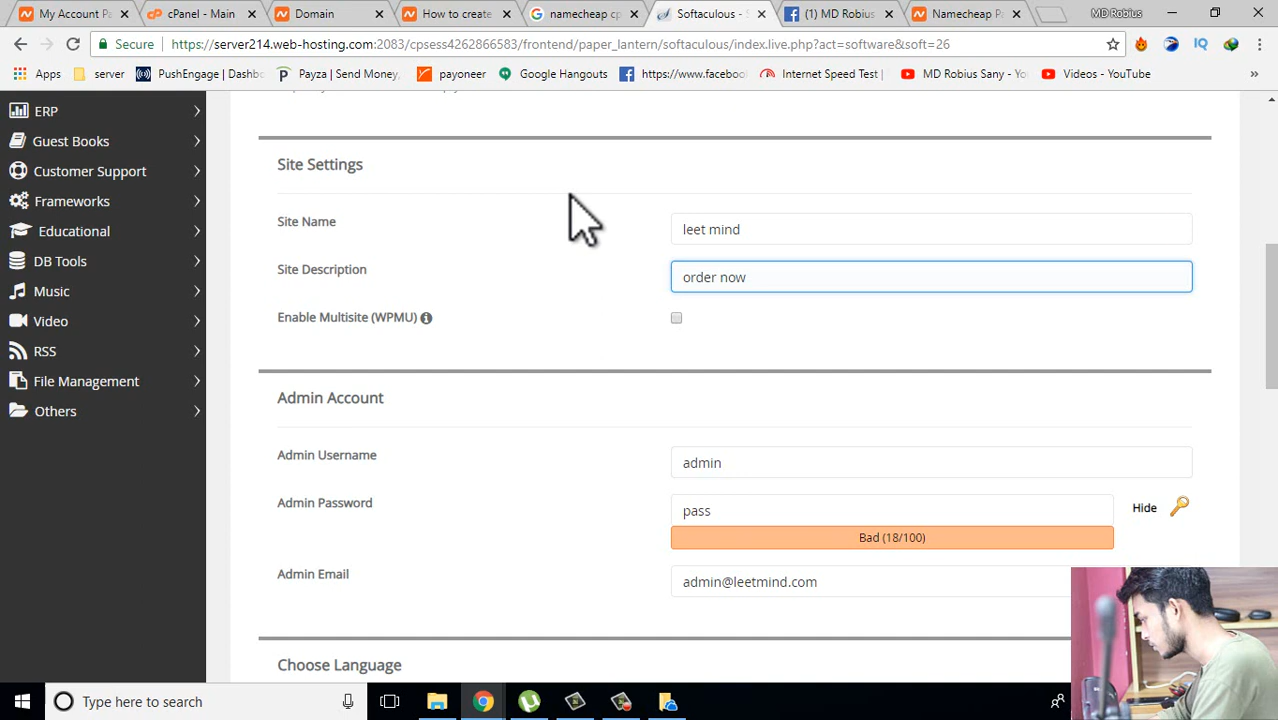 My Account P
cPanel - Main
Domain
How to create
namecheap cp
Softaculous -
(1) MD Robius
Namecheap P
MD Robius
Secure
https://server214.web-hosting.com:2083/cpsess4262866583/frontend/paper_lantern/softaculous/index.live.php?act=software&soft=26
Apps
server
PushEngage | Dashb
Payza | Send Money,
payoneer
Google Hangouts
https://www.faceboo
Internet Speed Test
MD Robius Sany - Yo
Videos - YouTube
ERP
Guest Books
Customer Support
Frameworks
Educational
DB Tools
Music
Video
RSS
File Management
Others
Site Settings
Site Name
leet mind
Site Description
order now
Enable Multisite (WPMU)
Admin Account
Admin Username
admin
Admin Password
pass
Hide
Bad (18/100)
Admin Email
admin@leetmind.com
Choose Language
Type here to search